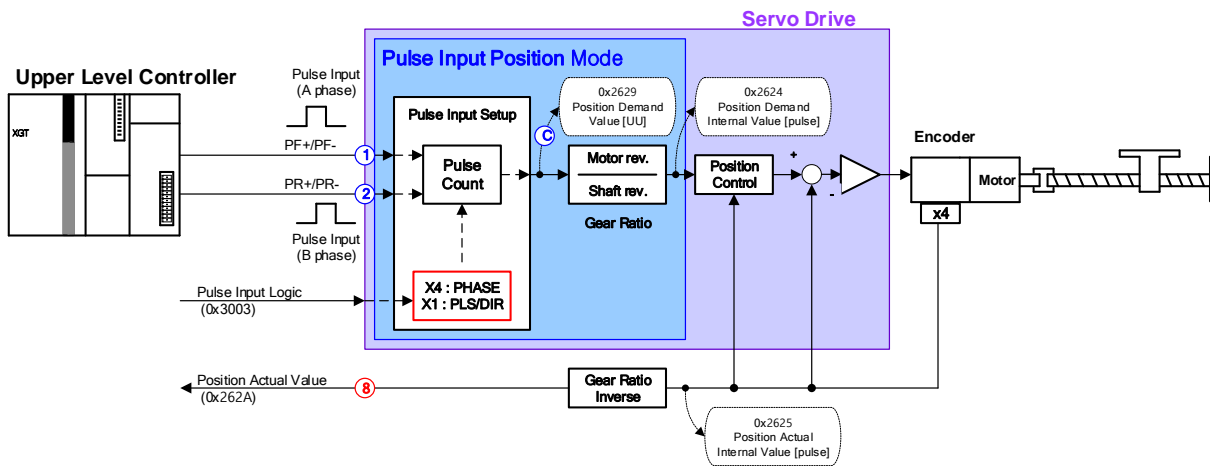 Servo Drive
Pulse Input Position Mode
Upper Level Controller
XGT
Pulse Input
(A phase)
PF+/PF-
1
PR+/PR-
2
Pulse Input
(B phase)
Pulse Input Setup
Pulse
Count
X4 : PHASE
X1 : PLS/DIR
Pulse Input Logic
(0x3003)
C
0x2629
Position Demand
Value [UU]
Motor rev.
Shaft rev.
Gear Ratio
0x2624
Position Demand
Internal Value [pulse]
Position
Control
+
-
Encoder
Motor
x4
Position Actual Value
(0x262A)
8
Gear Ratio
Inverse
0x2625
Position Actual
Internal Value [pulse]